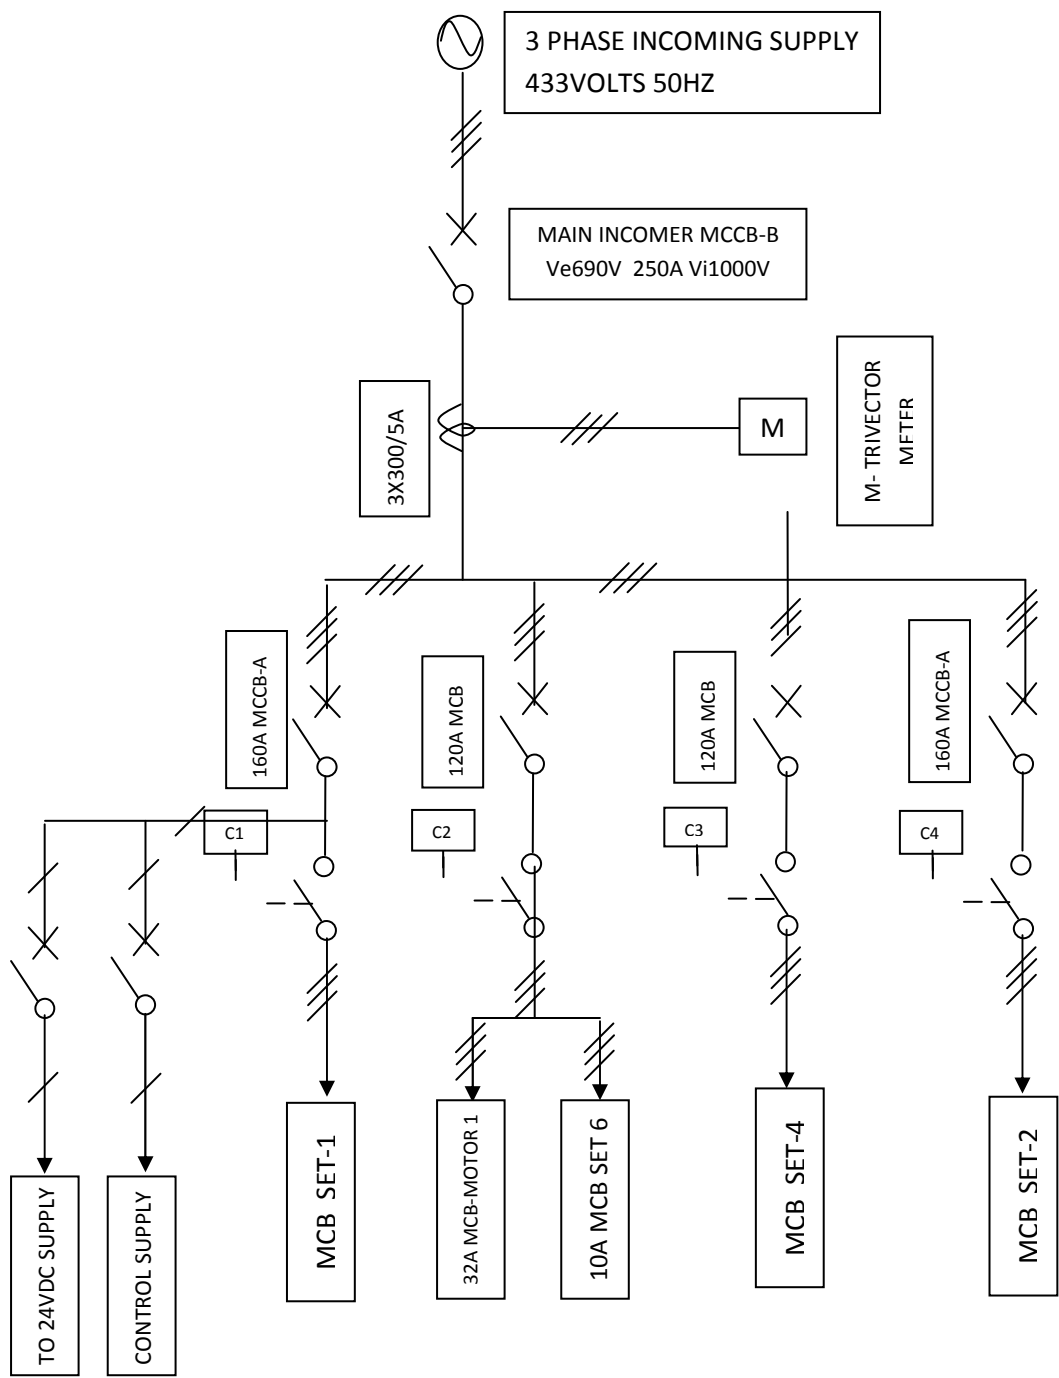 3 PHASE INCOMING SUPPLY
433VOLTS 50HZ
MAIN INCOMER MCCB-B
Ve690V 250A Vi1000V
3X300/5A
M
M- TRIVECTOR
MFTFR
160A MCCB-A
120A MCB
120A MCB
160A MCCB-A
C1
C2
C3
C4
TO 24VDC SUPPLY
CONTROL SUPPLY
MCB SET-1
32A MCB-MOTOR 1
10A MCB SET 6
MCB SET-4
MCB SET-2